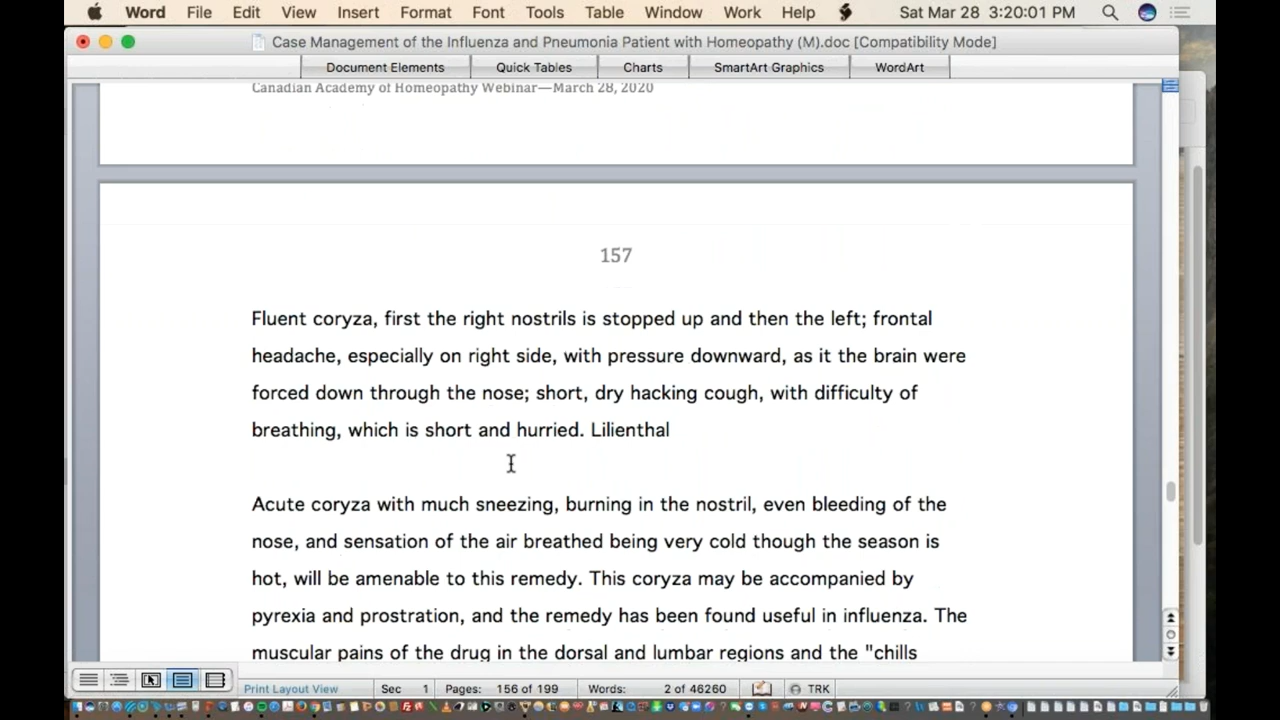 Word File Edit View Insert Format Font Tools Table Window Work Help Sat Mar 28 3:20:01 PM
Case Management of the Influenza and Pneumonia Patient with Homeopathy (M).doc [Compatibility Mode]
Document Elements Quick Tables Charts SmartArt Graphics WordArt
Canadian Academy of Homeopathy Webinar—March 28, 2020
157
Fluent coryza, first the right nostrils is stopped up and then the left; frontal
headache, especially on right side, with pressure downward, as it the brain were
forced down through the nose; short, dry hacking cough, with difficulty of
breathing, which is short and hurried. Lilienthal
Acute coryza with much sneezing, burning in the nostril, even bleeding of the
nose, and sensation of the air breathed being very cold though the season is
hot, will be amenable to this remedy. This coryza may be accompanied by
pyrexia and prostration, and the remedy has been found useful in influenza. The
muscular pains of the drug in the dorsal and lumbar regions and the "chills
Print Layout View Sec 1 Pages: 156 of 199 Words: 2 of 46260 TRK